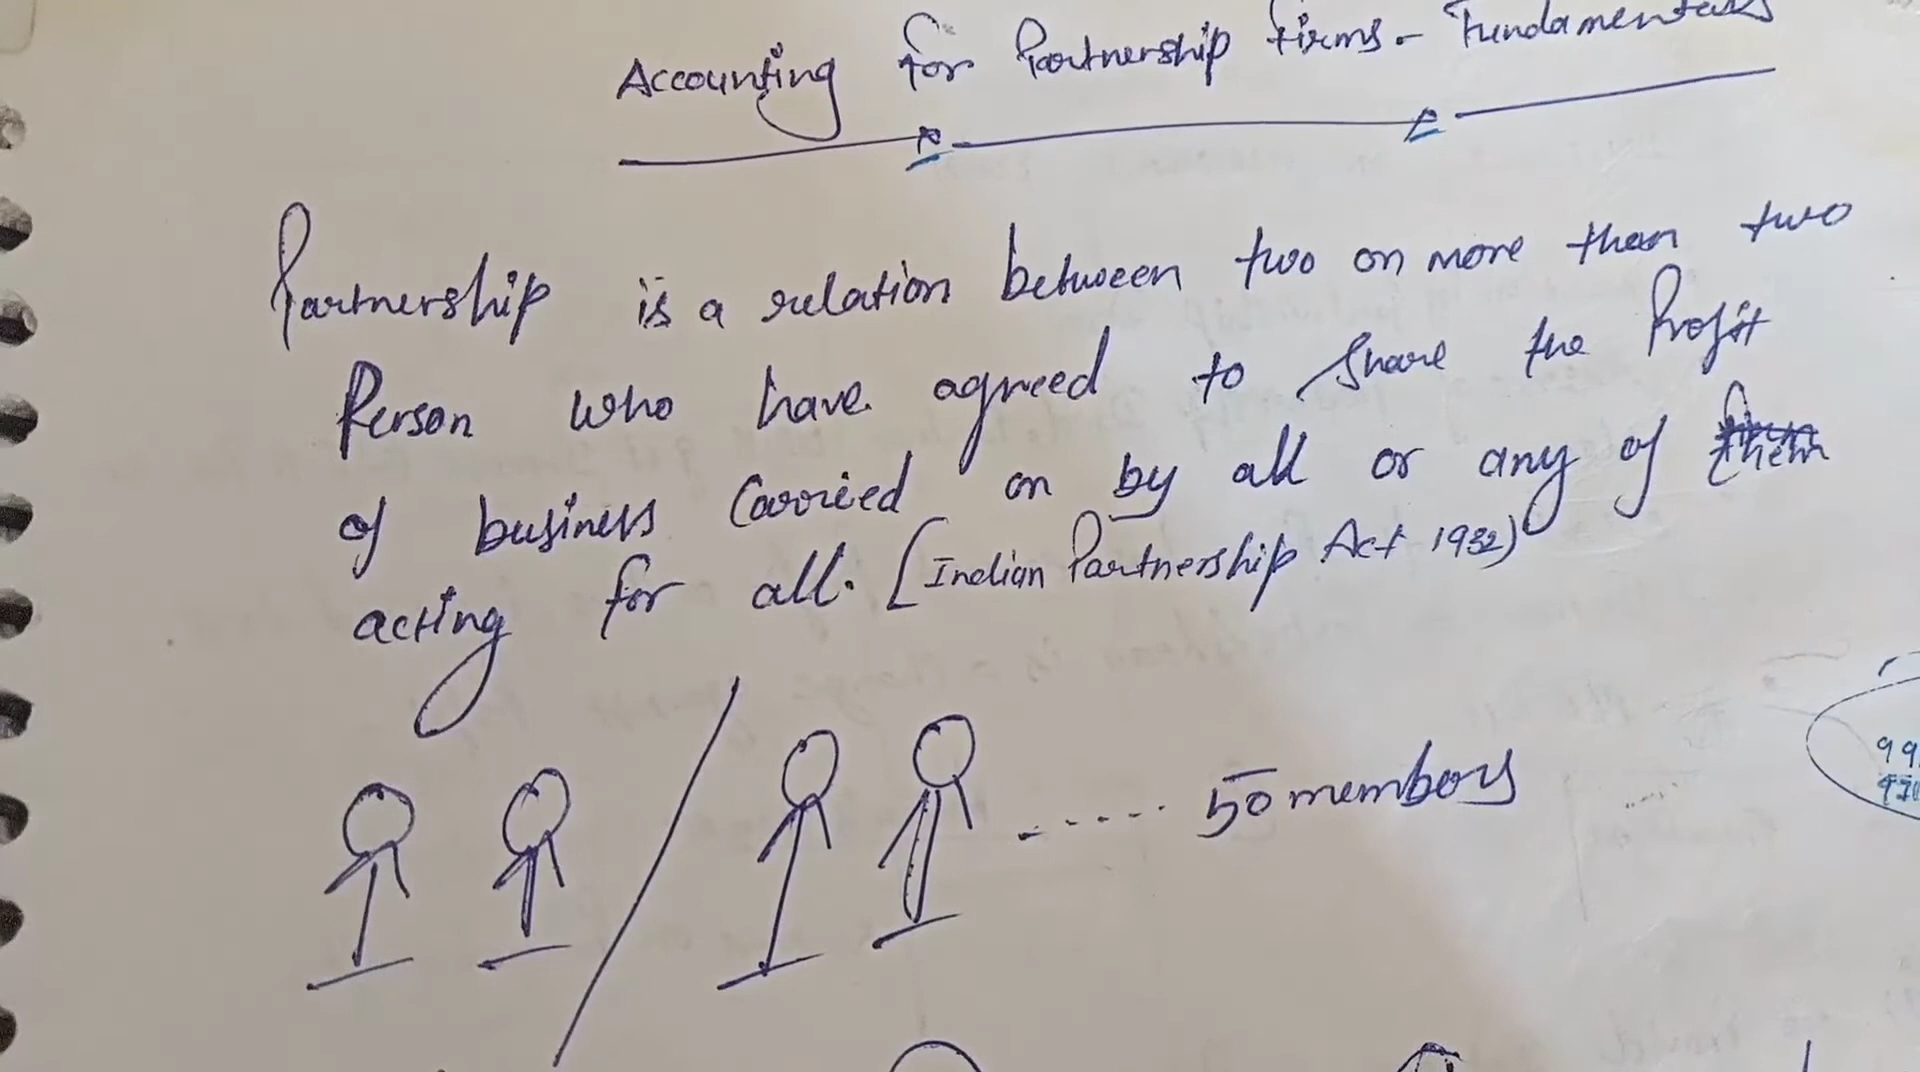 Accounting for Partnership Firms - Fundamentals
Partnership is a relation between two on more than two
Person who have agreed to share the Profit
of business Carried on by all or any of them
acting for all. [Indian Partnership Act 1932)
..... 50 members